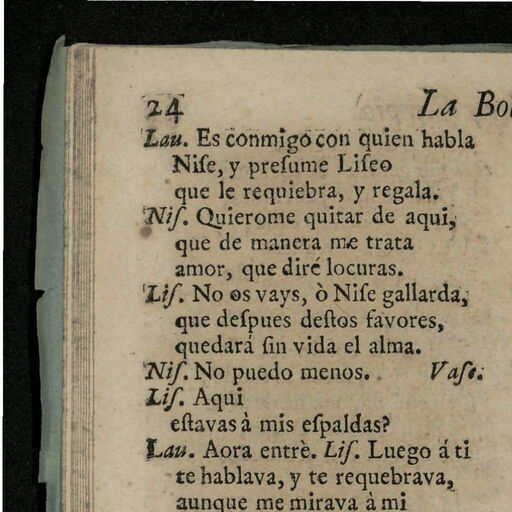 24
La Bo
Lau. Es conmigo con quien habla
Niſe, y preſume Liſeo
que le requiebra, y regala.
Niſ. Quierome quitar de aqui,
que de manera me trata
amor, que diré locuras.
Liſ. No os vays, ò Niſe gallarda,
que deſpues deſtos favores,
quedará ſin vida el alma.
Niſ. No puedo menos. Vaſe.
Liſ. Aqui
eſtavas à mis eſpaldas?
Lau. Aora entrè. Liſ. Luego á ti
te hablava, y te requebrava,
aunque me mirava à mi